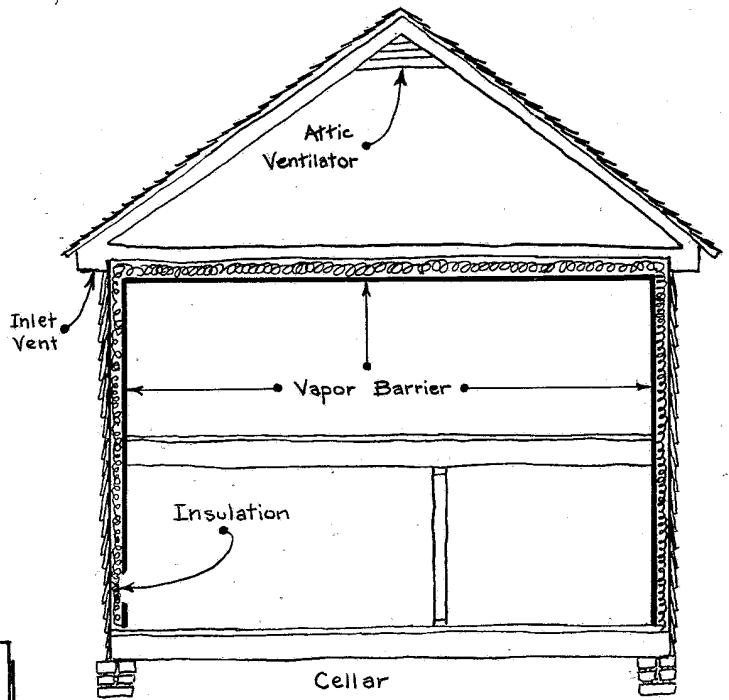 Attic
Ventilator
Inlet
Vent
Vapor Barrier
Insulation
Cellar